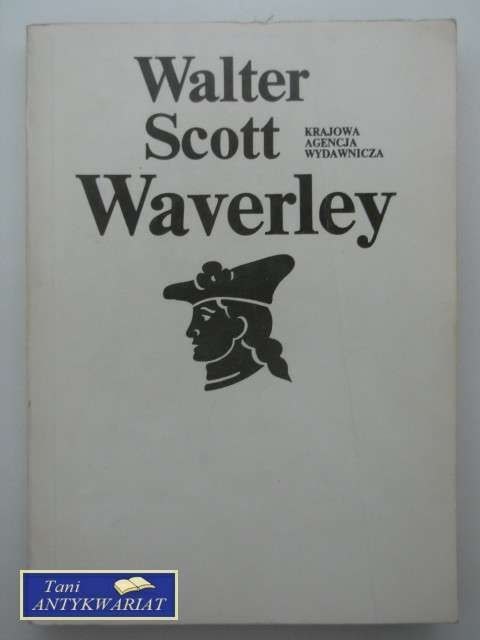 Walter
Scott
KRAJOWA
AGENCJA
WYDAWNICZA
Waverley
Tani
ANTYKWARIAT